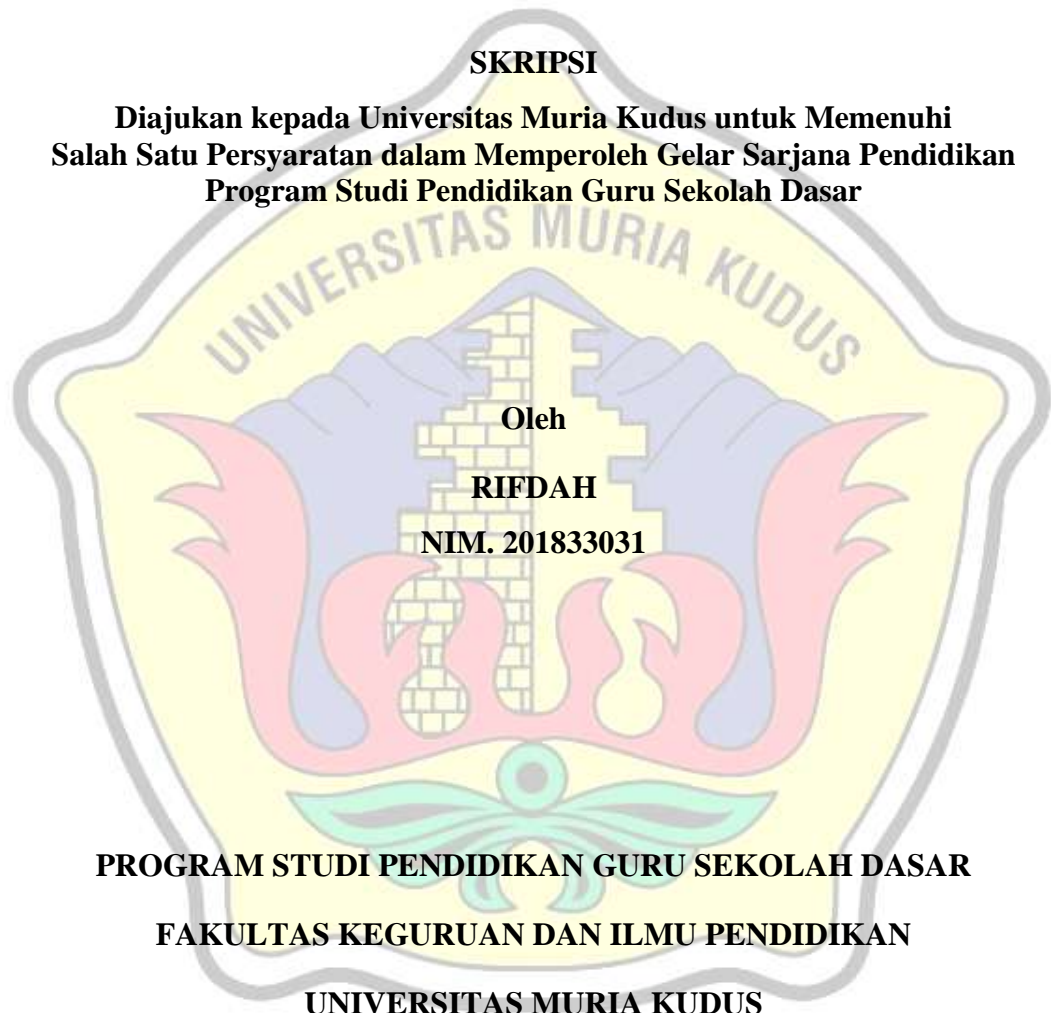 SKRIPSI
Diajukan kepada Universitas Muria Kudus untuk Memenuhi
Salah Satu Persyaratan dalam Memperoleh Gelar Sarjana Pendidikan
Program Studi Pendidikan Guru Sekolah Dasar
UNIVERSITAS MURIA KUDUS
Oleh
RIFDAH
NIM. 201833031
PROGRAM STUDI PENDIDIKAN GURU SEKOLAH DASAR
FAKULTAS KEGURUAN DAN ILMU PENDIDIKAN
UNIVERSITAS MURIA KUDUS